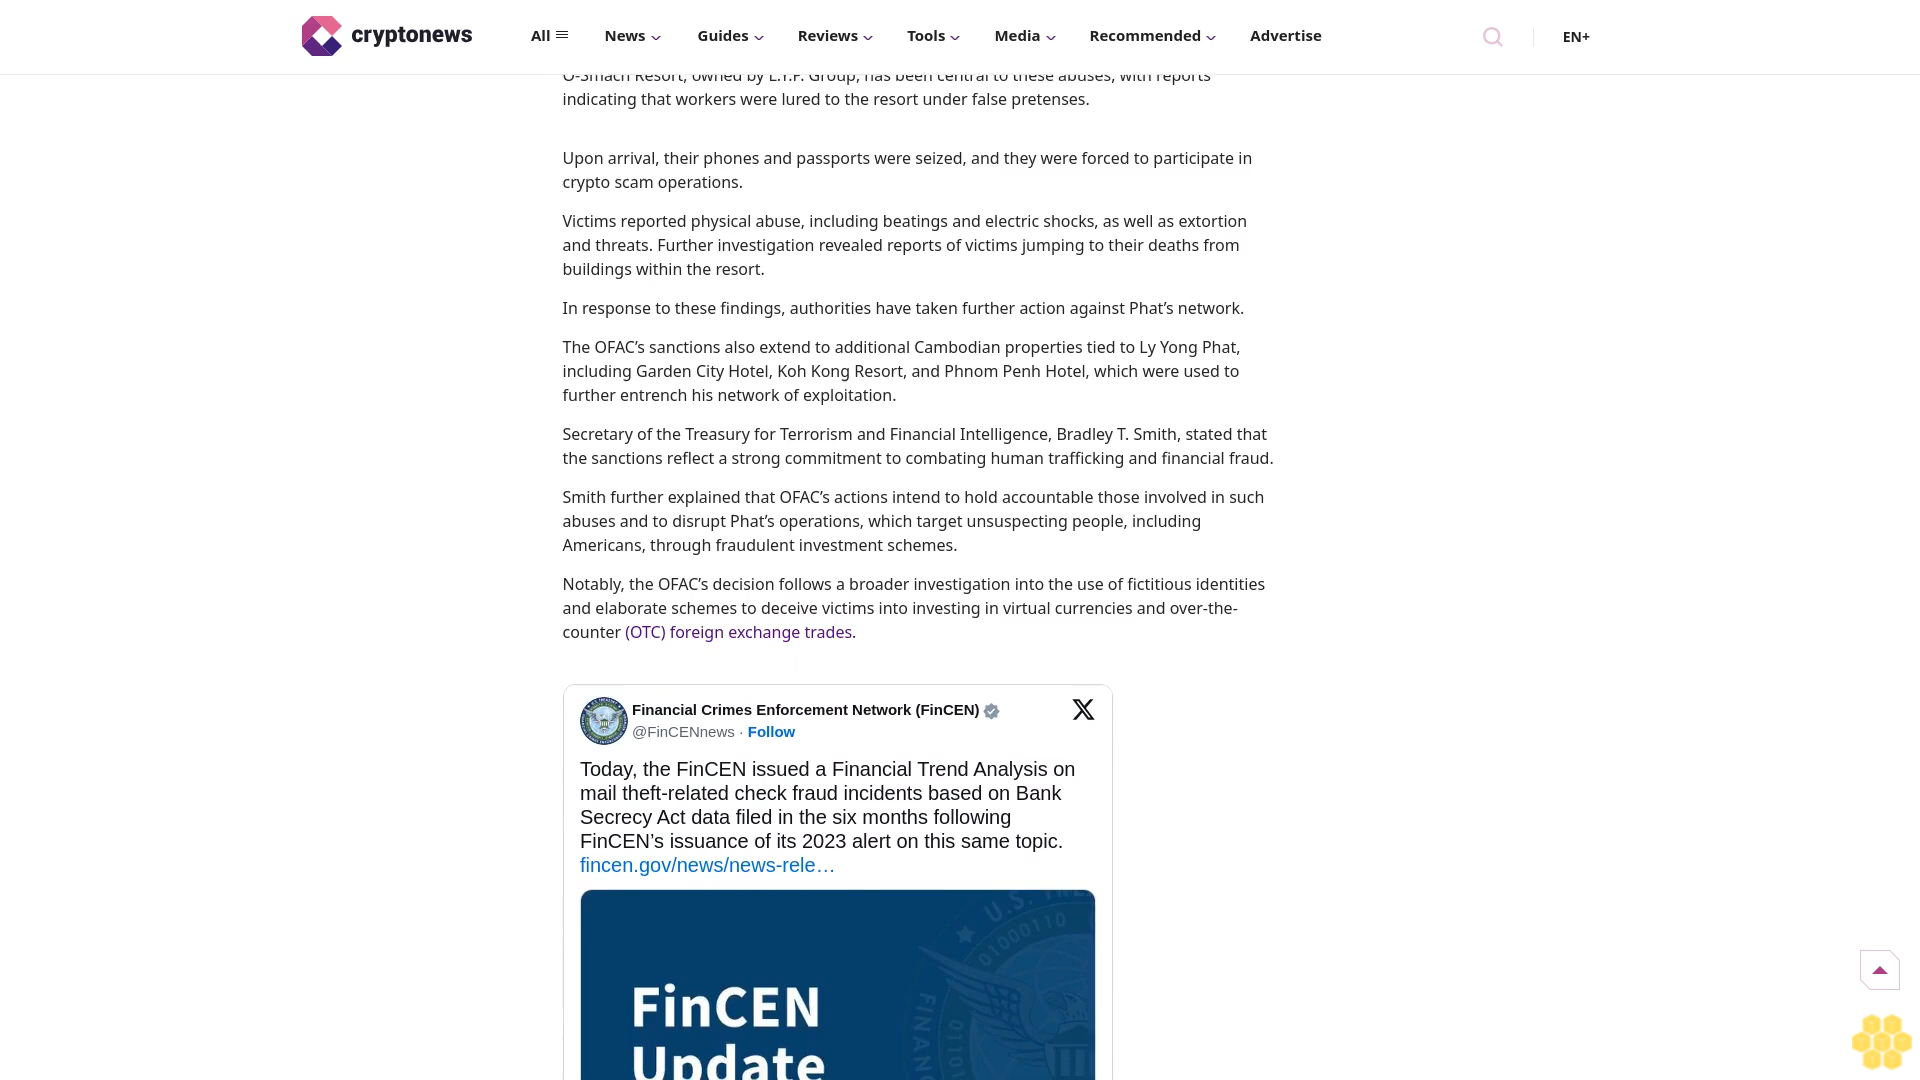 cryptonews
All
News
Guides
Reviews
Tools
Media
Recommended
Advertise
EN+
O-Smach Resort, owned by L.Y.P. Group, has been central to these abuses, with reports
indicating that workers were lured to the resort under false pretenses.
Upon arrival, their phones and passports were seized, and they were forced to participate in
crypto scam operations.
Victims reported physical abuse, including beatings and electric shocks, as well as extortion
and threats. Further investigation revealed reports of victims jumping to their deaths from
buildings within the resort.
In response to these findings, authorities have taken further action against Phat’s network.
The OFAC’s sanctions also extend to additional Cambodian properties tied to Ly Yong Phat,
including Garden City Hotel, Koh Kong Resort, and Phnom Penh Hotel, which were used to
further entrench his network of exploitation.
Secretary of the Treasury for Terrorism and Financial Intelligence, Bradley T. Smith, stated that
the sanctions reflect a strong commitment to combating human trafficking and financial fraud.
Smith further explained that OFAC’s actions intend to hold accountable those involved in such
abuses and to disrupt Phat’s operations, which target unsuspecting people, including
Americans, through fraudulent investment schemes.
Notably, the OFAC’s decision follows a broader investigation into the use of fictitious identities
and elaborate schemes to deceive victims into investing in virtual currencies and over-the-
counter (OTC) foreign exchange trades.
Financial Crimes Enforcement Network (FinCEN)
@FinCENnews · Follow
Today, the FinCEN issued a Financial Trend Analysis on
mail theft-related check fraud incidents based on Bank
Secrecy Act data filed in the six months following
FinCEN’s issuance of its 2023 alert on this same topic.
fincen.gov/news/news-rele…
FinCEN
Update